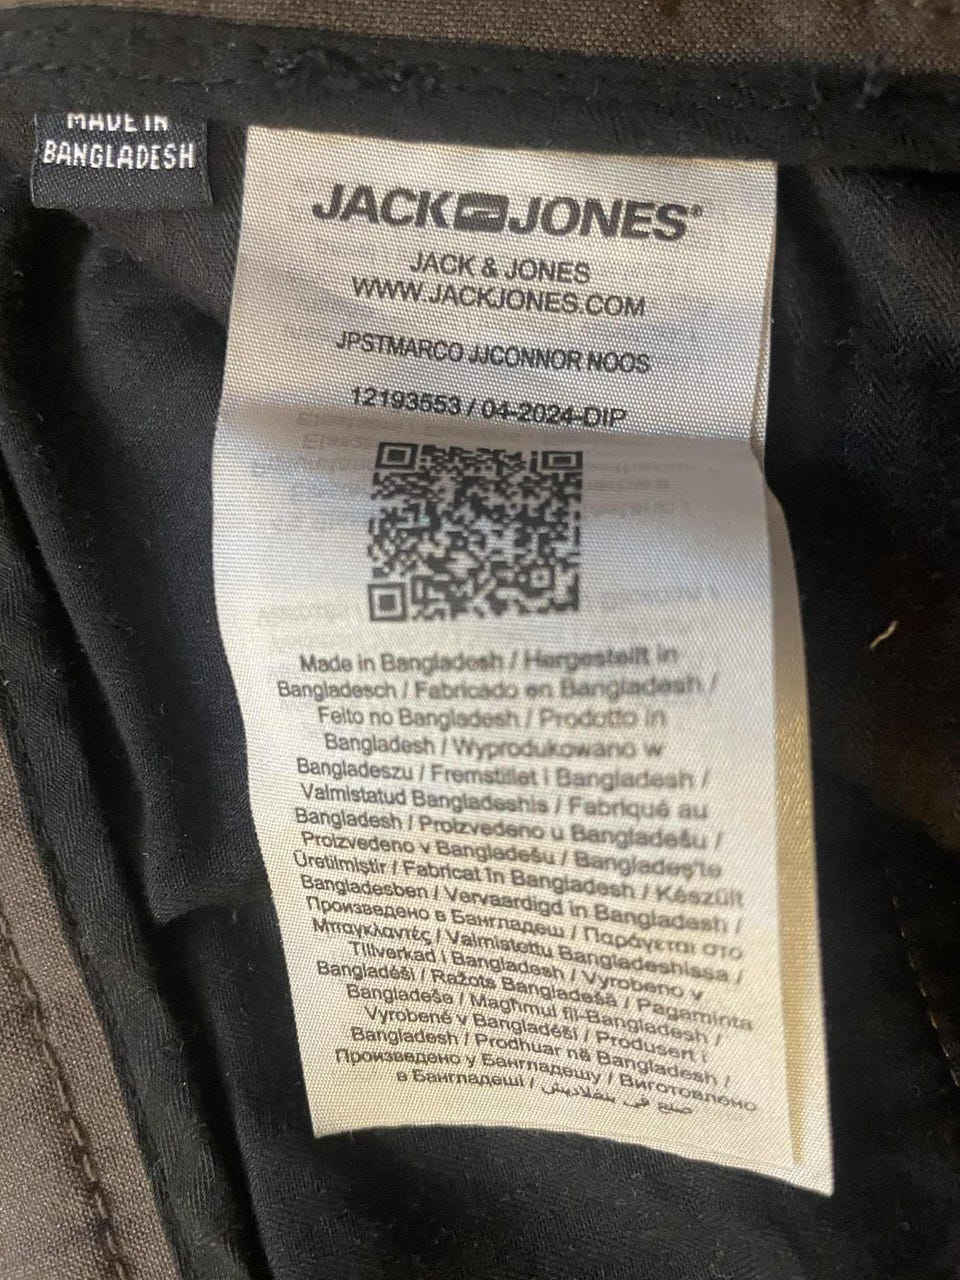 MADE IN
BANGLADESH
JACK JONES®
JACK & JONES
WWW.JACKJONES.COM
JPSTMARCO JJCONNOR NOOS
12193553 / 04-2024-DIP
Made in Bangladesh / Hergestellt in
Bangladesch / Fabricado en Bangladesh /
Feito no Bangladesh / Prodotto in
Bangladesh / Wyprodukowano w
Bangladeszu / Fremstillet i Bangladesh /
Valmistatud Bangladeshis / Fabriqué au
Bangladesh / Proizvedeno u Bangladešu /
Proizvedeno v Bangladešu / Bangladeş'te
Üretilmiştir / Fabricat în Bangladesh / Készült
Bangladesben / Vervaardigd in Bangladesh /
Произведено в Бангладеш / Παράγεται στο
Μπαγκλαντές / Valmistettu Bangladeshissa /
Tillverkad i Bangladesh / Vyrobeno v
Bangladéši / Ražots Bangladešā / Pagaminta
Bangladeše / Magħmul fil-Bangladesh /
Vyrobené v Bangladéši / Produsert i
Bangladesh / Prodhuar në Bangladesh /
Произведено у Бангладешу / Виготовлено
в Бангладеші / صنع في بنغلاديش